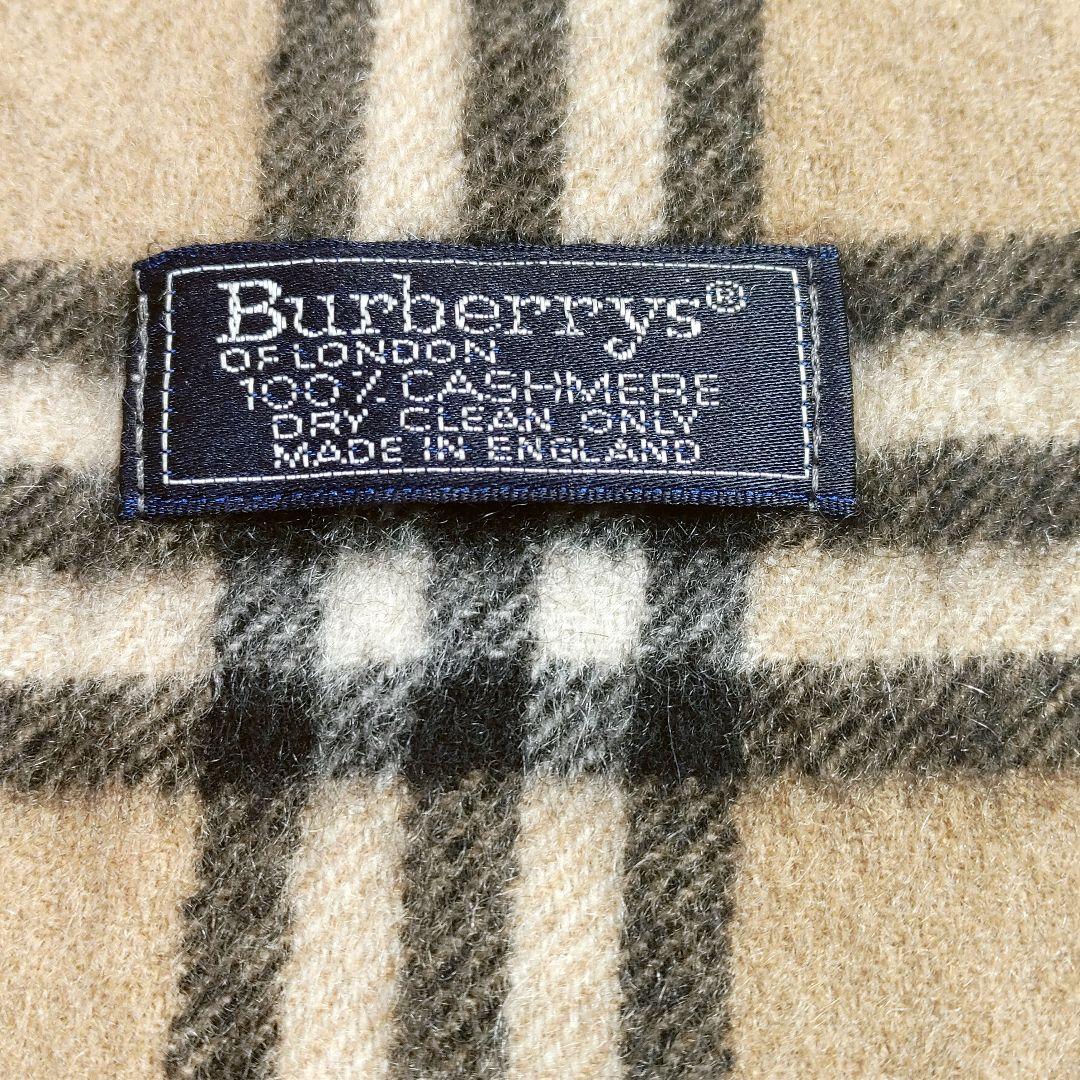 Burberrys®
OF LONDON
100% CASHMERE
DRY CLEAN ONLY
MADE IN ENGLAND